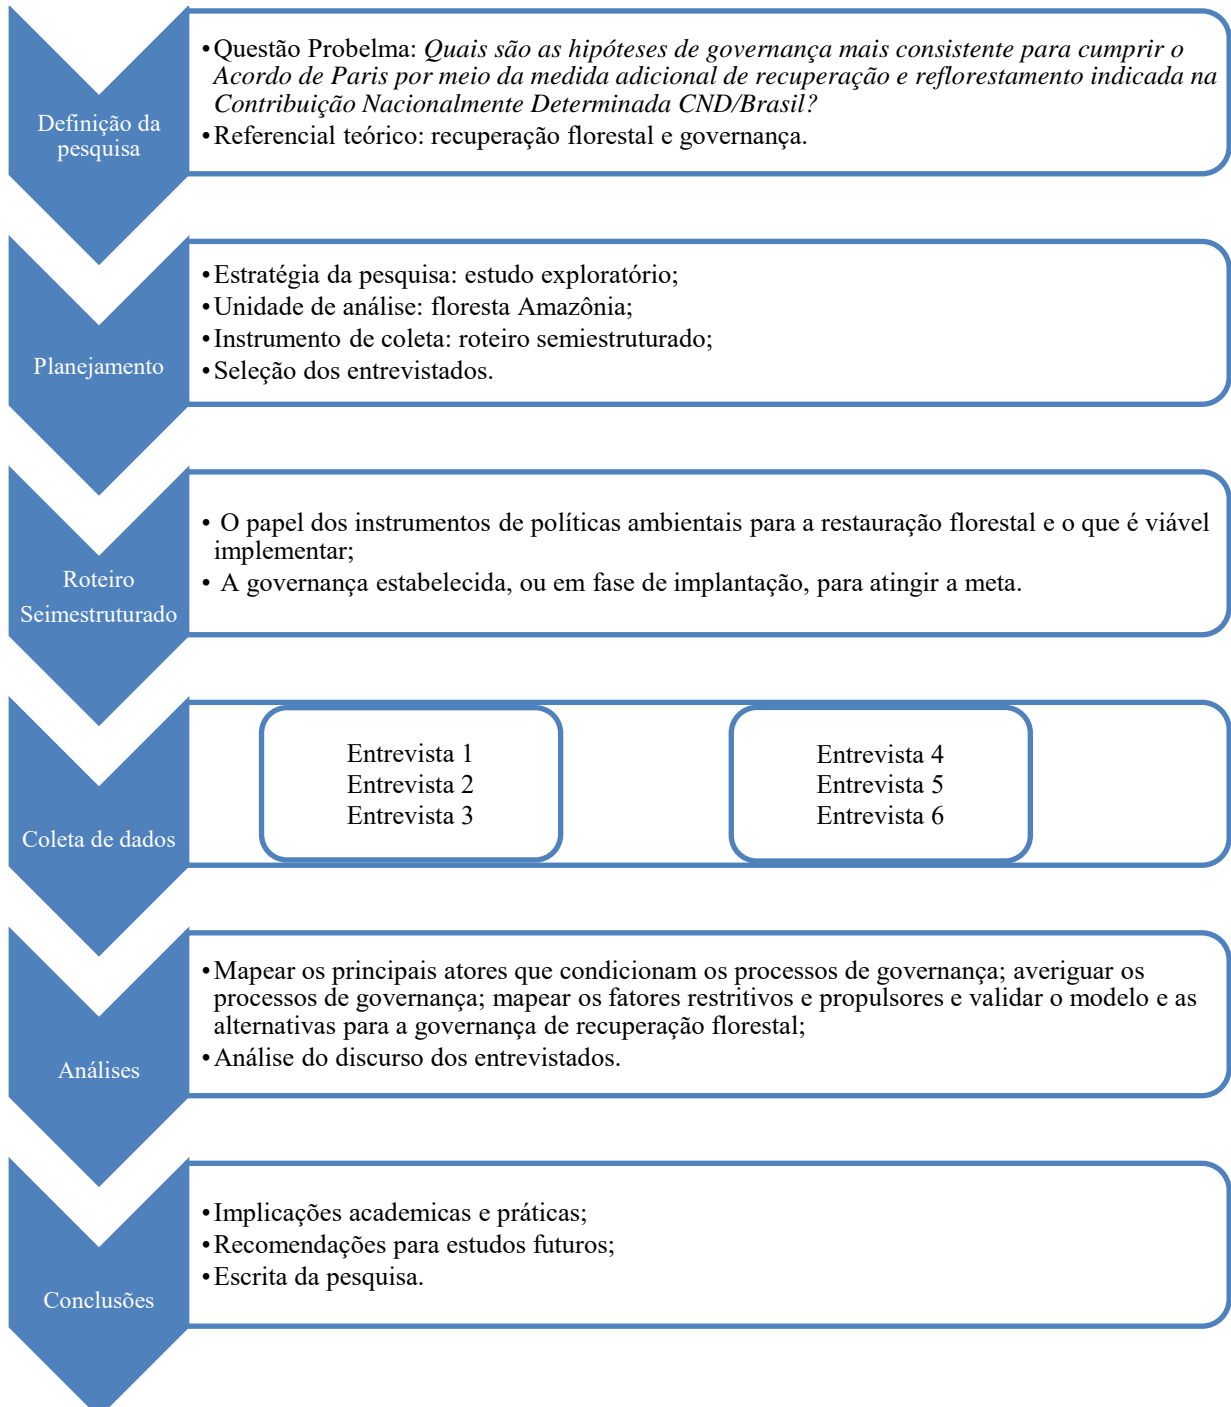 Definição da
pesquisa
•Questão Probelma: Quais são as hipóteses de governança mais consistente para cumprir o
Acordo de Paris por meio da medida adicional de recuperação e reflorestamento indicada na
Contribuição Nacionalmente Determinada CND/Brasil?
•Referencial teórico: recuperação florestal e governança.
Planejamento
•Estratégia da pesquisa: estudo exploratório;
•Unidade de análise: floresta Amazônia;
•Instrumento de coleta: roteiro semiestruturado;
•Seleção dos entrevistados.
Roteiro
Seimestruturado
• O papel dos instrumentos de políticas ambientais para a restauração florestal e o que é viável
implementar;
• A governança estabelecida, ou em fase de implantação, para atingir a meta.
Coleta de dados
Entrevista 1
Entrevista 2
Entrevista 3
Entrevista 4
Entrevista 5
Entrevista 6
Análises
•Mapear os principais atores que condicionam os processos de governança; averiguar os
processos de governança; mapear os fatores restritivos e propulsores e validar o modelo e as
alternativas para a governança de recuperação florestal;
•Análise do discurso dos entrevistados.
Conclusões
•Implicações academicas e práticas;
•Recomendações para estudos futuros;
•Escrita da pesquisa.